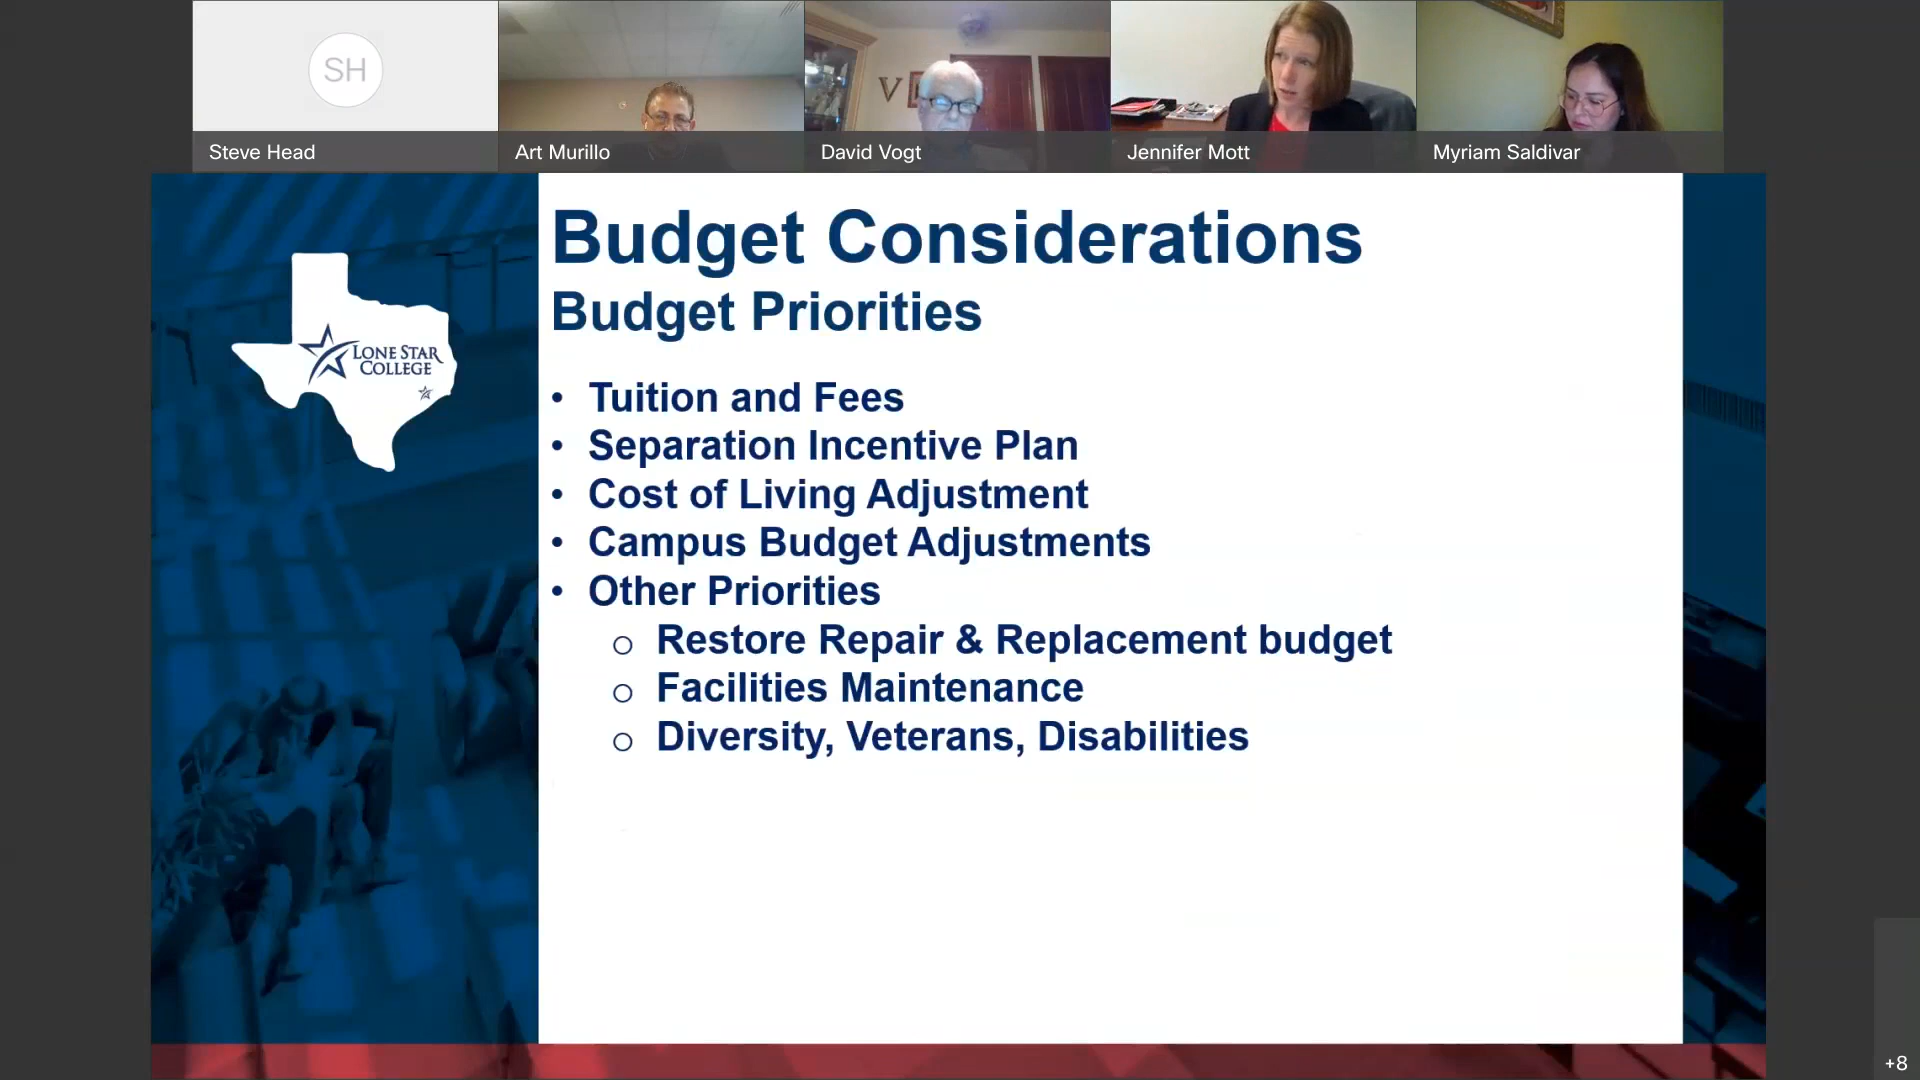 SH
Steve Head
Art Murillo
V
David Vogt
Jennifer Mott
Myriam Saldivar
LONE STAR
COLLEGE
Budget Considerations
Budget Priorities
• Tuition and Fees
• Separation Incentive Plan
• Cost of Living Adjustment
• Campus Budget Adjustments
• Other Priorities
o Restore Repair & Replacement budget
o Facilities Maintenance
o Diversity, Veterans, Disabilities
+8